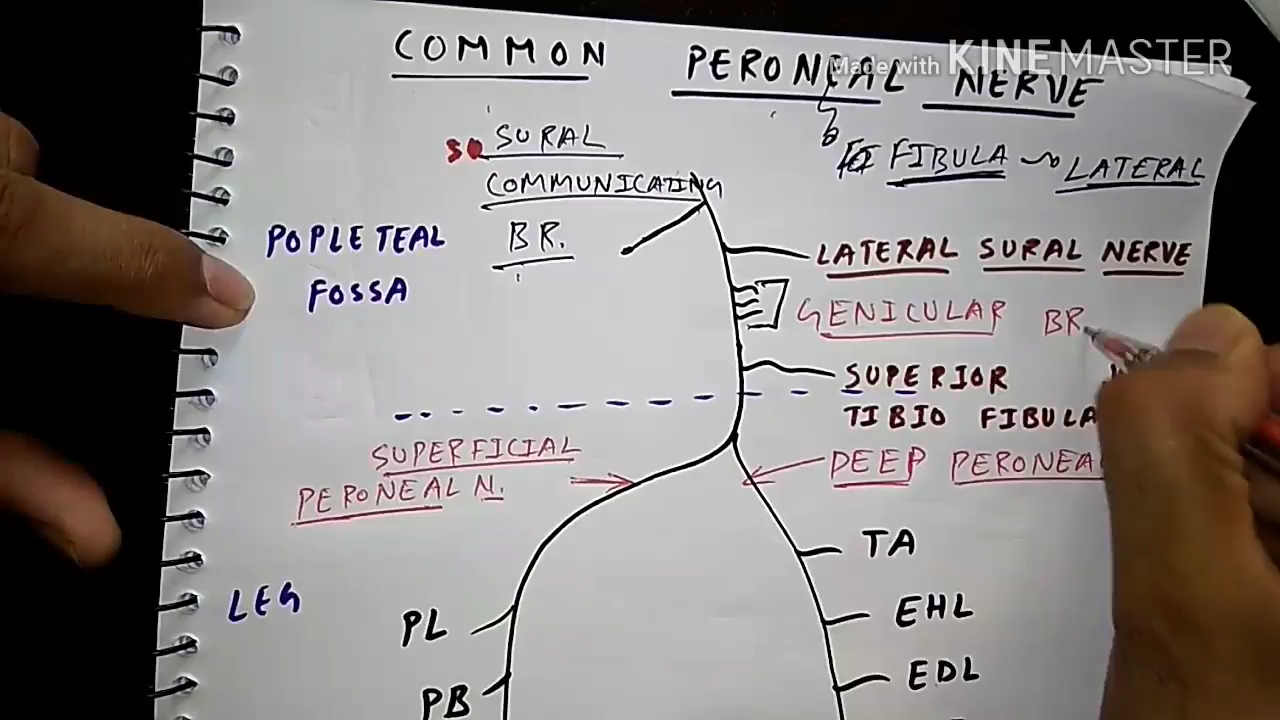 COMMON PERONEAL NERVE
Made with KINEMASTER
SURAL
COMMUNICATING
BR.
FIBULA LATERAL
POPLETEAL
FOSSA
LATERAL SURAL NERVE
GENICULAR BR
SUPERIOR
TIBIO FIBULA
SUPERFICIAL
PERONEAL N.
DEEP PERONEA
TA
LEG
EHL
PL
EDL
PB